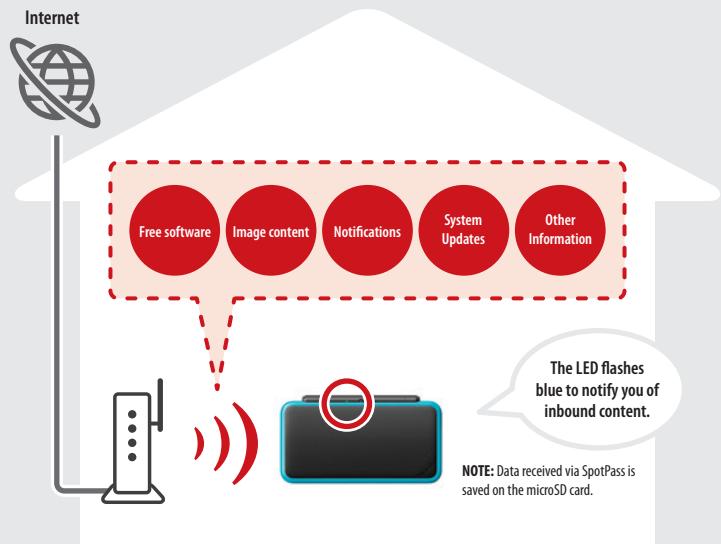 Internet
Free software
Image content
Notifications
System
Updates
Other
Information
The LED flashes
blue to notify you of
inbound content.
NOTE: Data received via SpotPass is
saved on the microSD card.